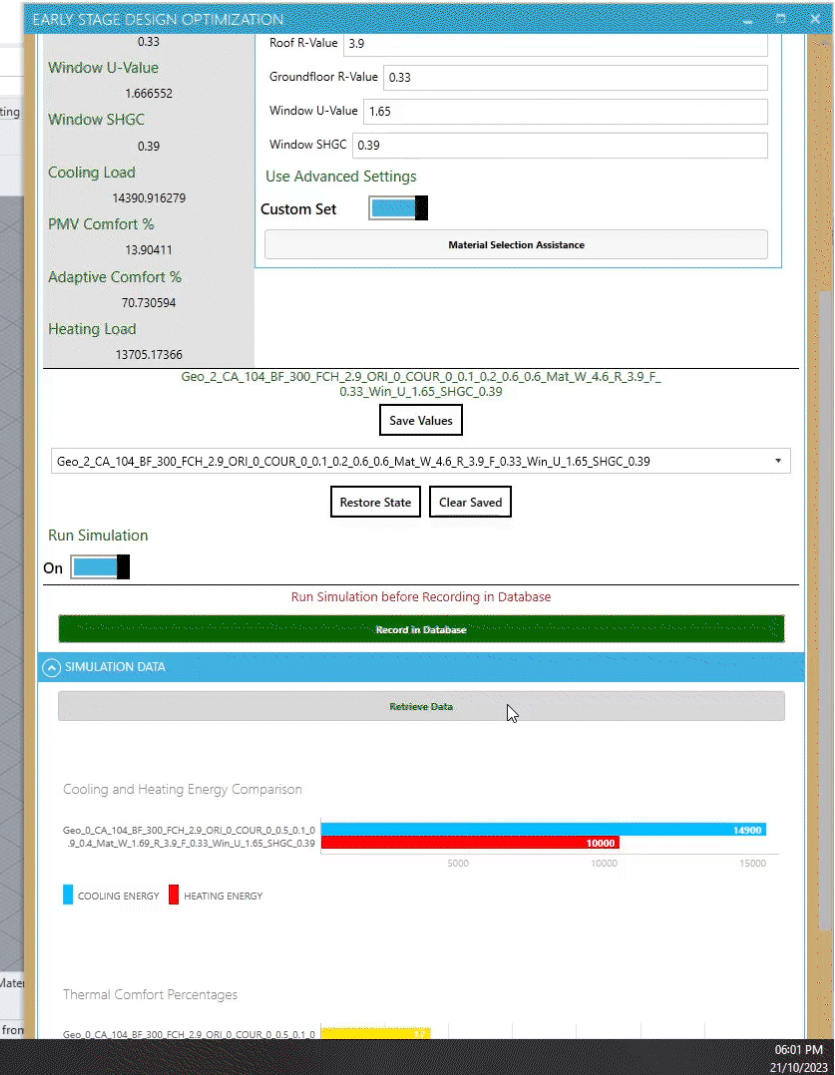 EARLY STAGE DESIGN OPTIMIZATION
0.33
Window U-Value
1.666552
Window SHGC
0.39
Cooling Load
14390.916279
PMV Comfort %
13.90411
Adaptive Comfort %
70.730594
Heating Load
13705.17366
Roof R-Value 3.9
Groundfloor R-Value 0.33
Window U-Value 1.65
Window SHGC 0.39
Use Advanced Settings
Custom Set
Material Selection Assistance
Geo_2_CA_104_BF_300_FCH_2.9_ORI_0_COUR_0_0.1_0.2_0.6_0.6_Mat_W_4.6_R_3.9_F_
0.33_Win_U_1.65_SHGC_0.39
Save Values
Geo_2_CA_104_BF_300_FCH_2.9_ORI_0_COUR_0_0.1_0.2_0.6_0.6_Mat_W_4.6_R_3.9_F_0.33_Win_U_1.65_SHGC_0.39
Restore State Clear Saved
Run Simulation
On
Run Simulation before Recording in Database
Record in Database
SIMULATION DATA
Retrieve Data
Cooling and Heating Energy Comparison
Geo_0_CA_104_BF_300_FCH_2.9_ORI_0_COUR_0_0.5_0.1_0 14900
.9_0.4_Mat_W_1.69_R_3.9_F_0.33_Win_U_1.65_SHGC_0.39 10000
5000 10000 15000
COOLING ENERGY HEATING ENERGY
Thermal Comfort Percentages
Geo_0_CA_104_BF_300_FCH_2.9_ORI_0_COUR_0_0.5_0.1_0
ting
Mater
from
06:01 PM
21/10/2023